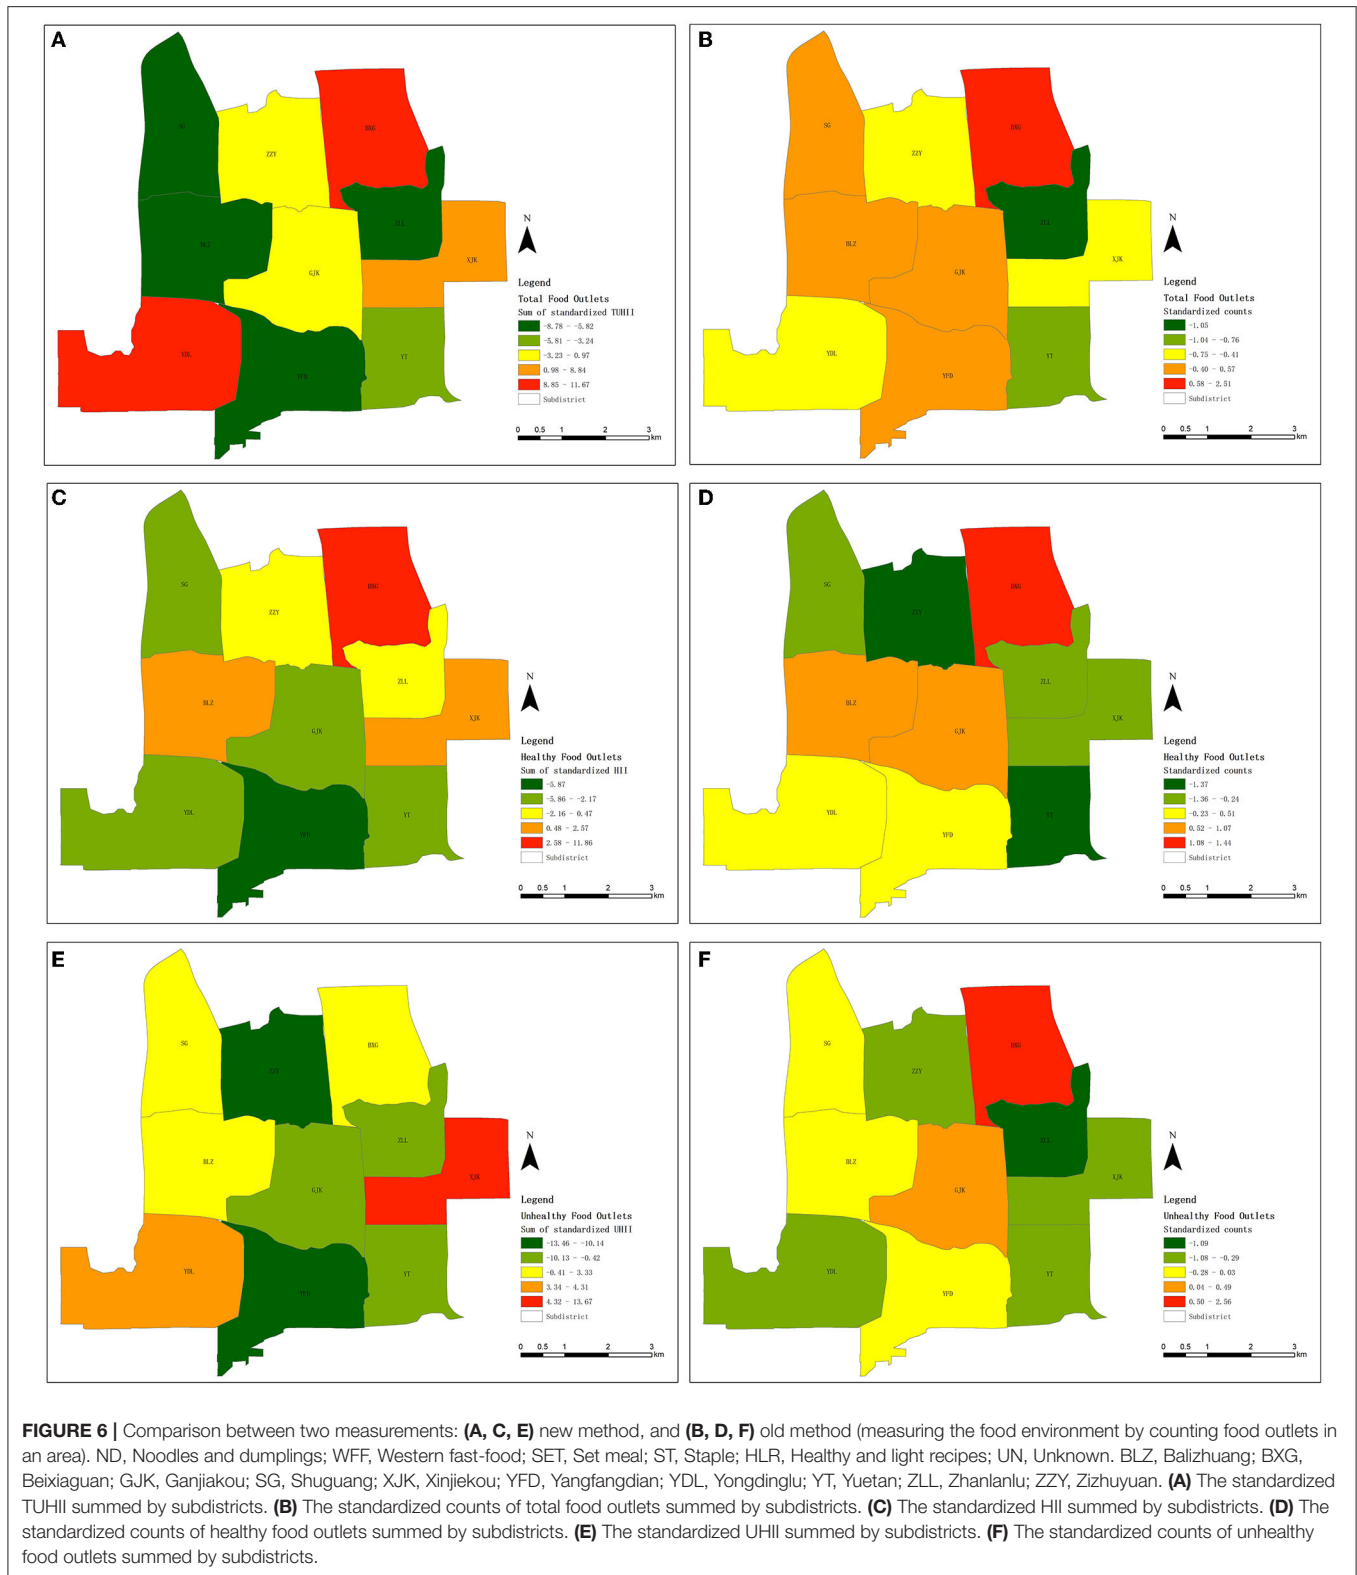 A
SG
ZZY
BXG
ZLL
BLZ
GJK
XJK
YDL
YFD
YT
N
Legend
Total Food Outlets
Sum of standardized TUHII
-8.78 - -5.82
-5.81 - -3.24
-3.23 - 0.97
0.98 - 8.84
8.85 - 11.67
Subdistrict
0 0.5 1 2 3
km
B
SG
ZZY
BXG
ZLL
BLZ
GJK
XJK
YDL
YFD
YT
N
Legend
Total Food Outlets
Standardized counts
-1.05
-1.04 - -0.76
-0.75 - -0.41
-0.40 - 0.57
0.58 - 2.51
Subdistrict
0 0.5 1 2 3
km
C
SG
ZZY
BXG
ZLL
BLZ
GJK
XJK
YDL
YFD
YT
N
Legend
Healthy Food Outlets
Sum of standardized HII
-5.87
-5.86 - -2.17
-2.16 - 0.47
0.48 - 2.57
2.58 - 11.86
Subdistrict
0 0.5 1 2 3
km
D
SG
ZZY
BXG
ZLL
BLZ
GJK
XJK
YDL
YFD
YT
N
Legend
Healthy Food Outlets
Standardized counts
-1.37
-1.36 - -0.24
-0.23 - 0.51
0.52 - 1.07
1.08 - 1.44
Subdistrict
0 0.5 1 2 3
km
E
SG
ZZY
BXG
ZLL
BLZ
GJK
XJK
YDL
YFD
YT
N
Legend
Unhealthy Food Outlets
Sum of standardized UHII
-13.46 - -10.14
-10.13 - -0.42
-0.41 - 3.33
3.34 - 4.31
4.32 - 13.67
Subdistrict
0 0.5 1 2 3
km
F
SG
ZZY
BXG
ZLL
BLZ
GJK
XJK
YDL
YFD
YT
N
Legend
Unhealthy Food Outlets
Standardized counts
-1.09
-1.08 - -0.29
-0.28 - 0.03
0.04 - 0.49
0.50 - 2.56
Subdistrict
0 0.5 1 2 3
km
FIGURE 6 | Comparison between two measurements: (A, C, E) new method, and (B, D, F) old method (measuring the food environment by counting food outlets in
an area). ND, Noodles and dumplings; WFF, Western fast-food; SET, Set meal; ST, Staple; HLR, Healthy and light recipes; UN, Unknown. BLZ, Balizhuang; BXG,
Beixiaguan; GJK, Ganjiakou; SG, Shuguang; XJK, Xinjiekou; YFD, Yangfangdian; YDL, Yongdinglu; YT, Yuetan; ZLL, Zhanlanlu; ZZY, Zizhuyuan. (A) The standardized
TUHII summed by subdistricts. (B) The standardized counts of total food outlets summed by subdistricts. (C) The standardized HII summed by subdistricts. (D) The
standardized counts of healthy food outlets summed by subdistricts. (E) The standardized UHII summed by subdistricts. (F) The standardized counts of unhealthy
food outlets summed by subdistricts.